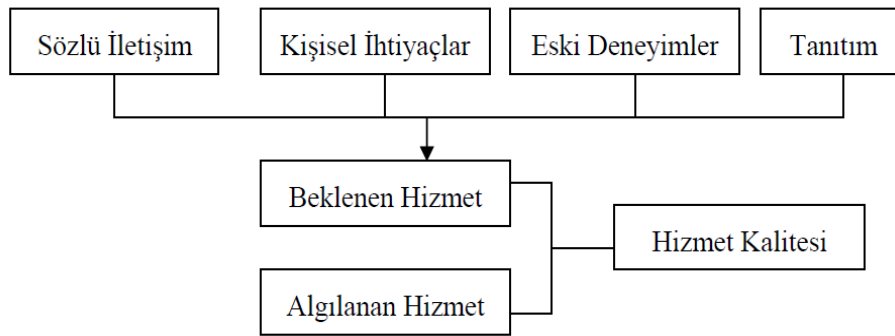 Sözlü İletişim
Kişisel İhtiyaçlar
Eski Deneyimler
Tanıtım
Beklenen Hizmet
Hizmet Kalitesi
Algılanan Hizmet